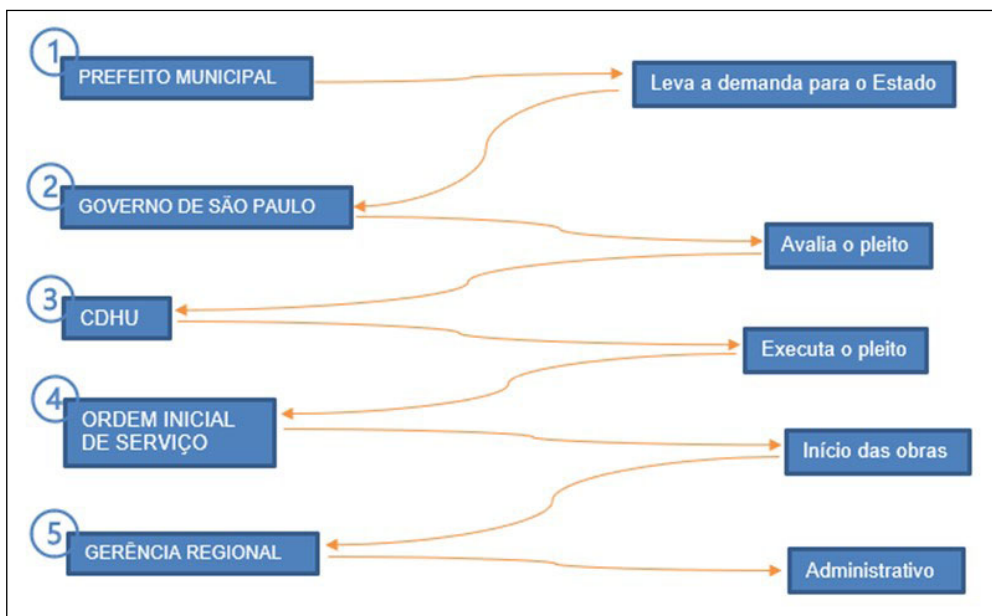 1
PREFEITO MUNICIPAL
Leva a demanda para o Estado
2
GOVERNO DE SÃO PAULO
Avalia o pleito
3
CDHU
Executa o pleito
4
ORDEM INICIAL
DE SERVIÇO
Início das obras
5
GERÊNCIA REGIONAL
Administrativo